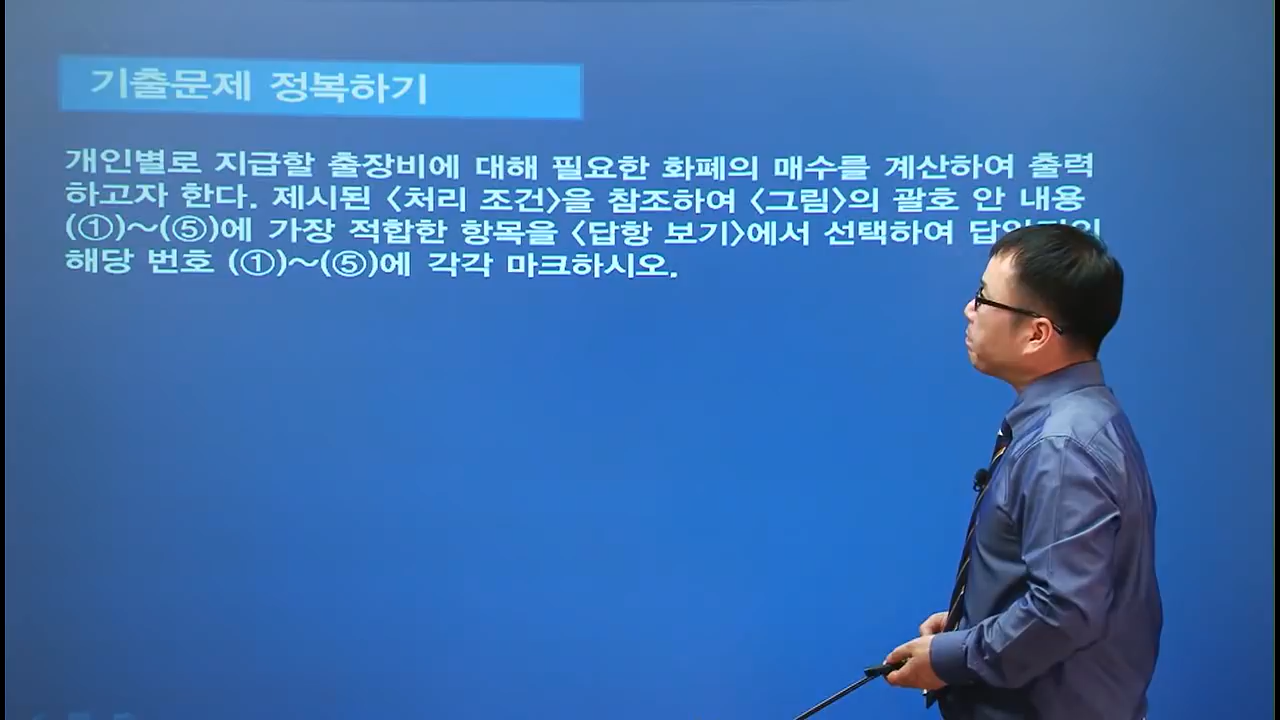 기출문제 정복하기
개인별로 지급할 출장비에 대해 필요한 화폐의 매수를 계산하여 출력
하고자 한다. 제시된 <처리 조건>을 참조하여 <그림>의 괄호 안 내용
(①)~(⑤)에 가장 적합한 항목을 <답항 보기>에서 선택하여
해당 번호 (①)~(⑤)에 각각 마크하시오.